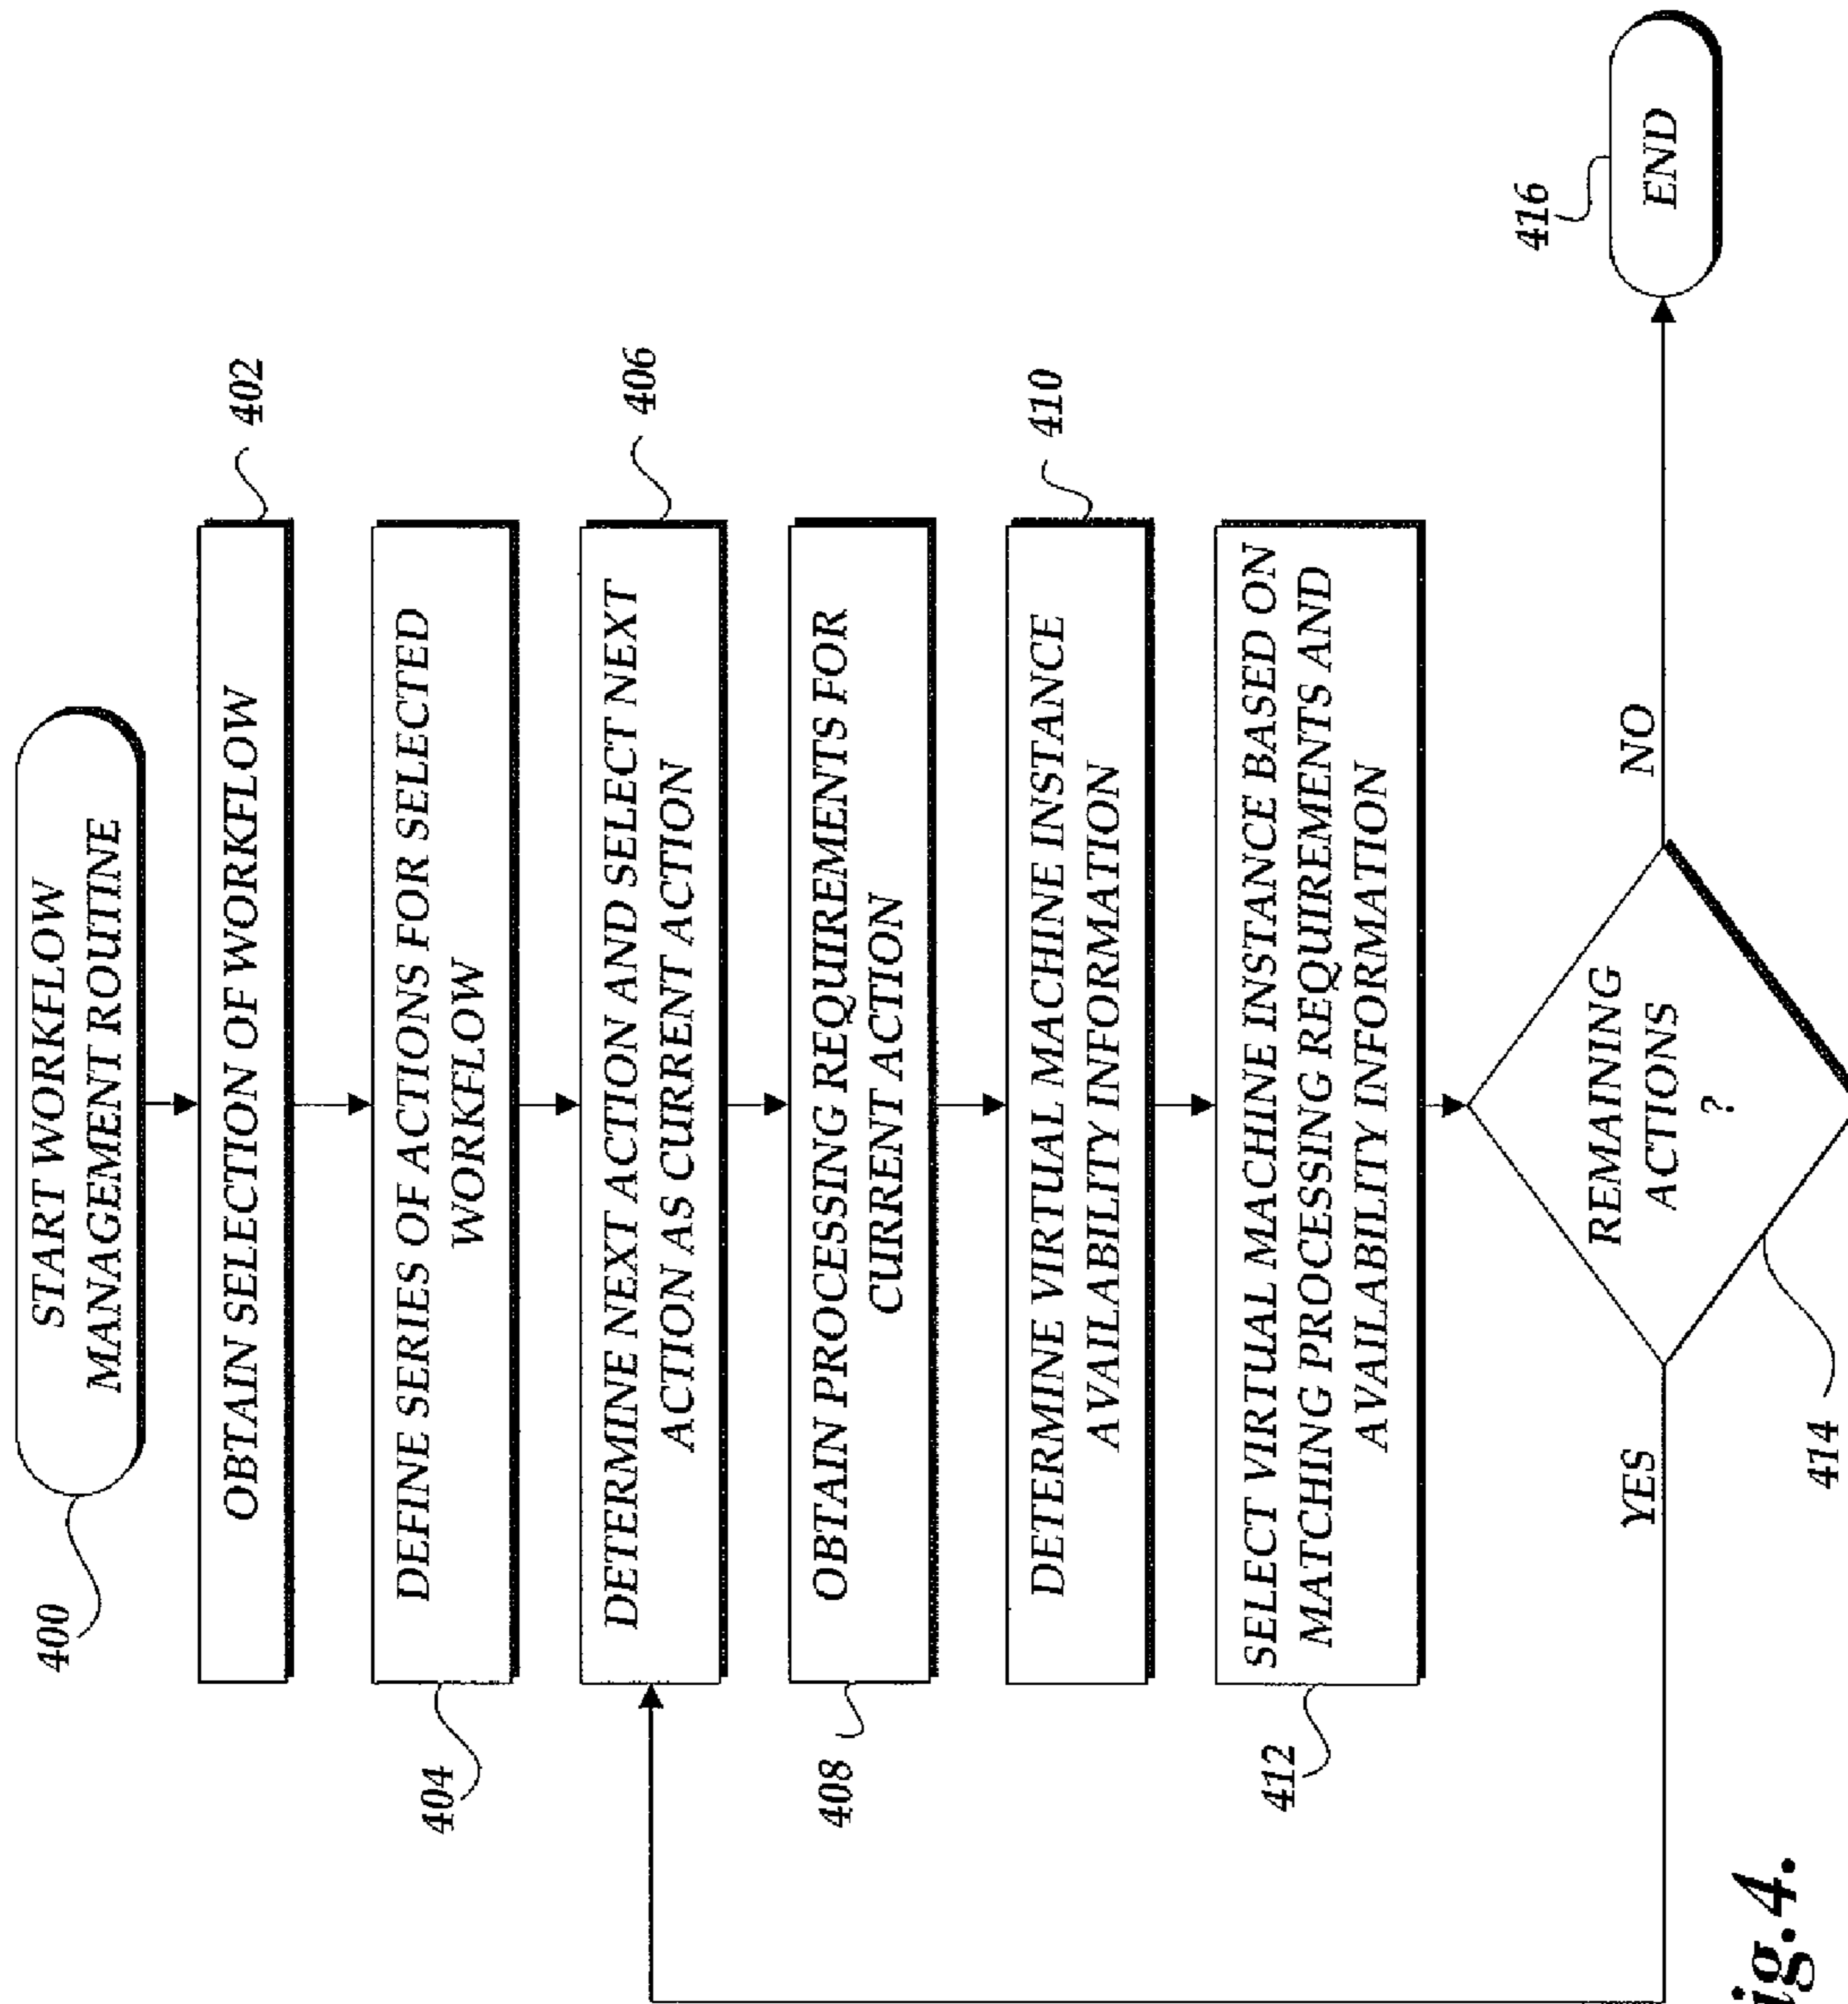 400
START WORKFLOW
MANAGEMENT ROUTINE
402
OBTAIN SELECTION OF WORKFLOW
404
DEFINE SERIES OF ACTIONS FOR SELECTED
WORKFLOW
406
DETERMINE NEXT ACTION AND SELECT NEXT
ACTION AS CURRENT ACTION
408
OBTAIN PROCESSING REQUIREMENTS FOR
CURRENT ACTION
410
DETERMINE VIRTUAL MACHINE INSTANCE
AVAILABILITY INFORMATION
412
SELECT VIRTUAL MACHINE INSTANCE BASED ON
MATCHING PROCESSING REQUIREMENTS AND
AVAILABILITY INFORMATION
YES
REMAINING
ACTIONS
?
NO
414
416
END
ig.4.